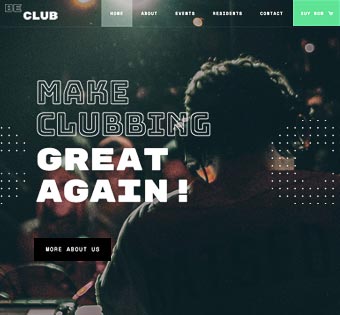 BE
CLUB
HOME ABOUT EVENTS RESIDENTS CONTACT BUY NOW
MAKE
CLUBBING
GREAT
AGAIN!
MORE ABOUT US